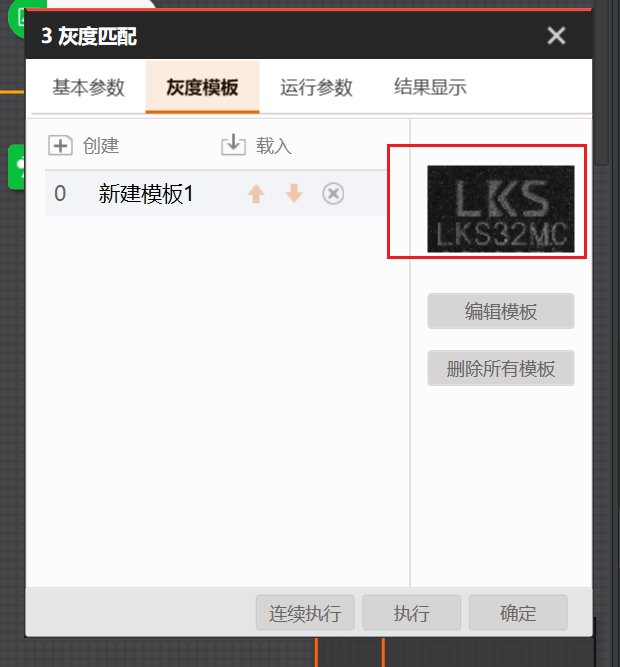 3 灰度匹配
基本参数 灰度模板 运行参数 结果显示
创建 载入
0 新建模板1
LKS
LKS32MC
编辑模板
删除所有模板
连续执行 执行 确定